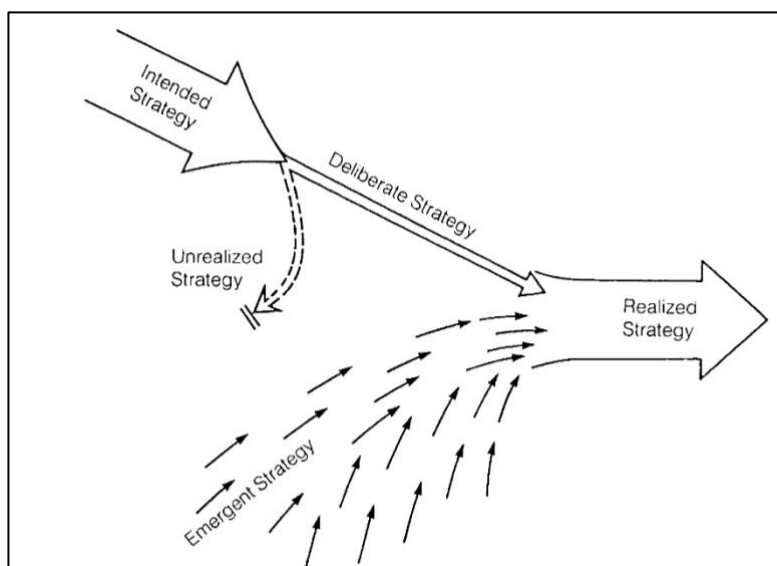 Intended
Strategy
Deliberate Strategy
Unrealized
Strategy
Realized
Strategy
Emergent Strategy